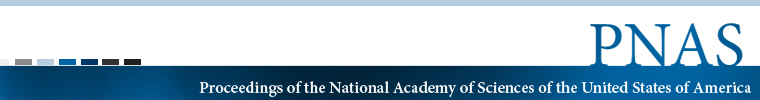 PNAS
Proceedings of the National Academy of Sciences of the United States of America